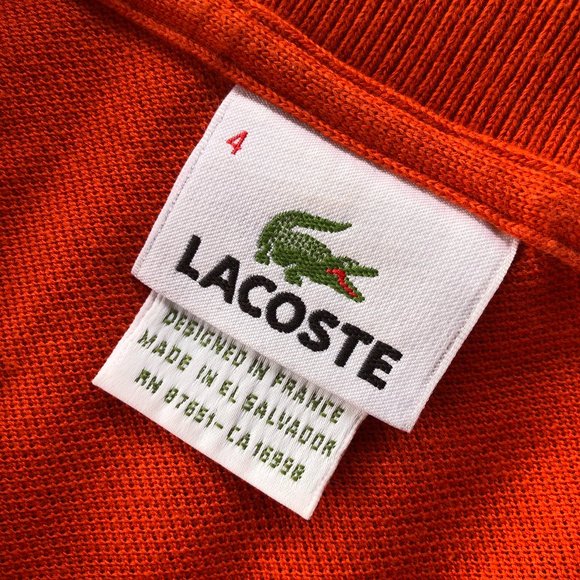 4
LACOSTE
DESIGNED IN FRANCE
MADE IN EL SALVADOR
RN 87651-CA 16998